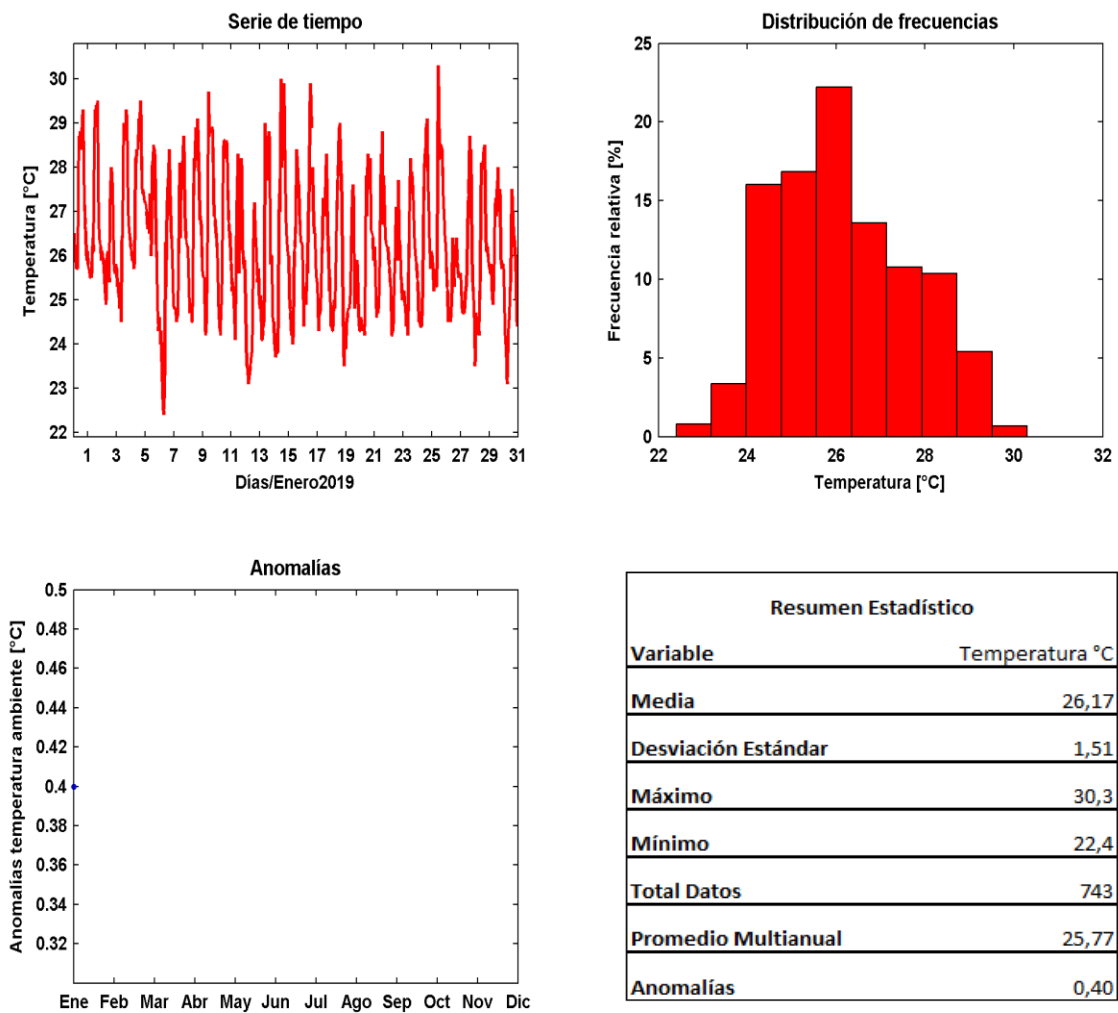 Serie de tiempo
Temperatura [°C]
30
29
28
27
26
25
24
23
22
1 3 5 7 9 11 13 15 17 19 21 23 25 27 29 31
Días/Enero2019
Distribución de frecuencias
Frecuencia relativa [%]
25
20
15
10
5
0
22 24 26 28 30 32
Temperatura [°C]
Anomalías
Anomalías temperatura ambiente [°C]
0.5
0.48
0.46
0.44
0.42
0.4
0.38
0.36
0.34
0.32
Ene Feb Mar Abr May Jun Jul Ago Sep Oct Nov Dic
Resumen Estadístico
Variable Temperatura °C
Media 26,17
Desviación Estándar 1,51
Máximo 30,3
Mínimo 22,4
Total Datos 743
Promedio Multianual 25,77
Anomalías 0,40